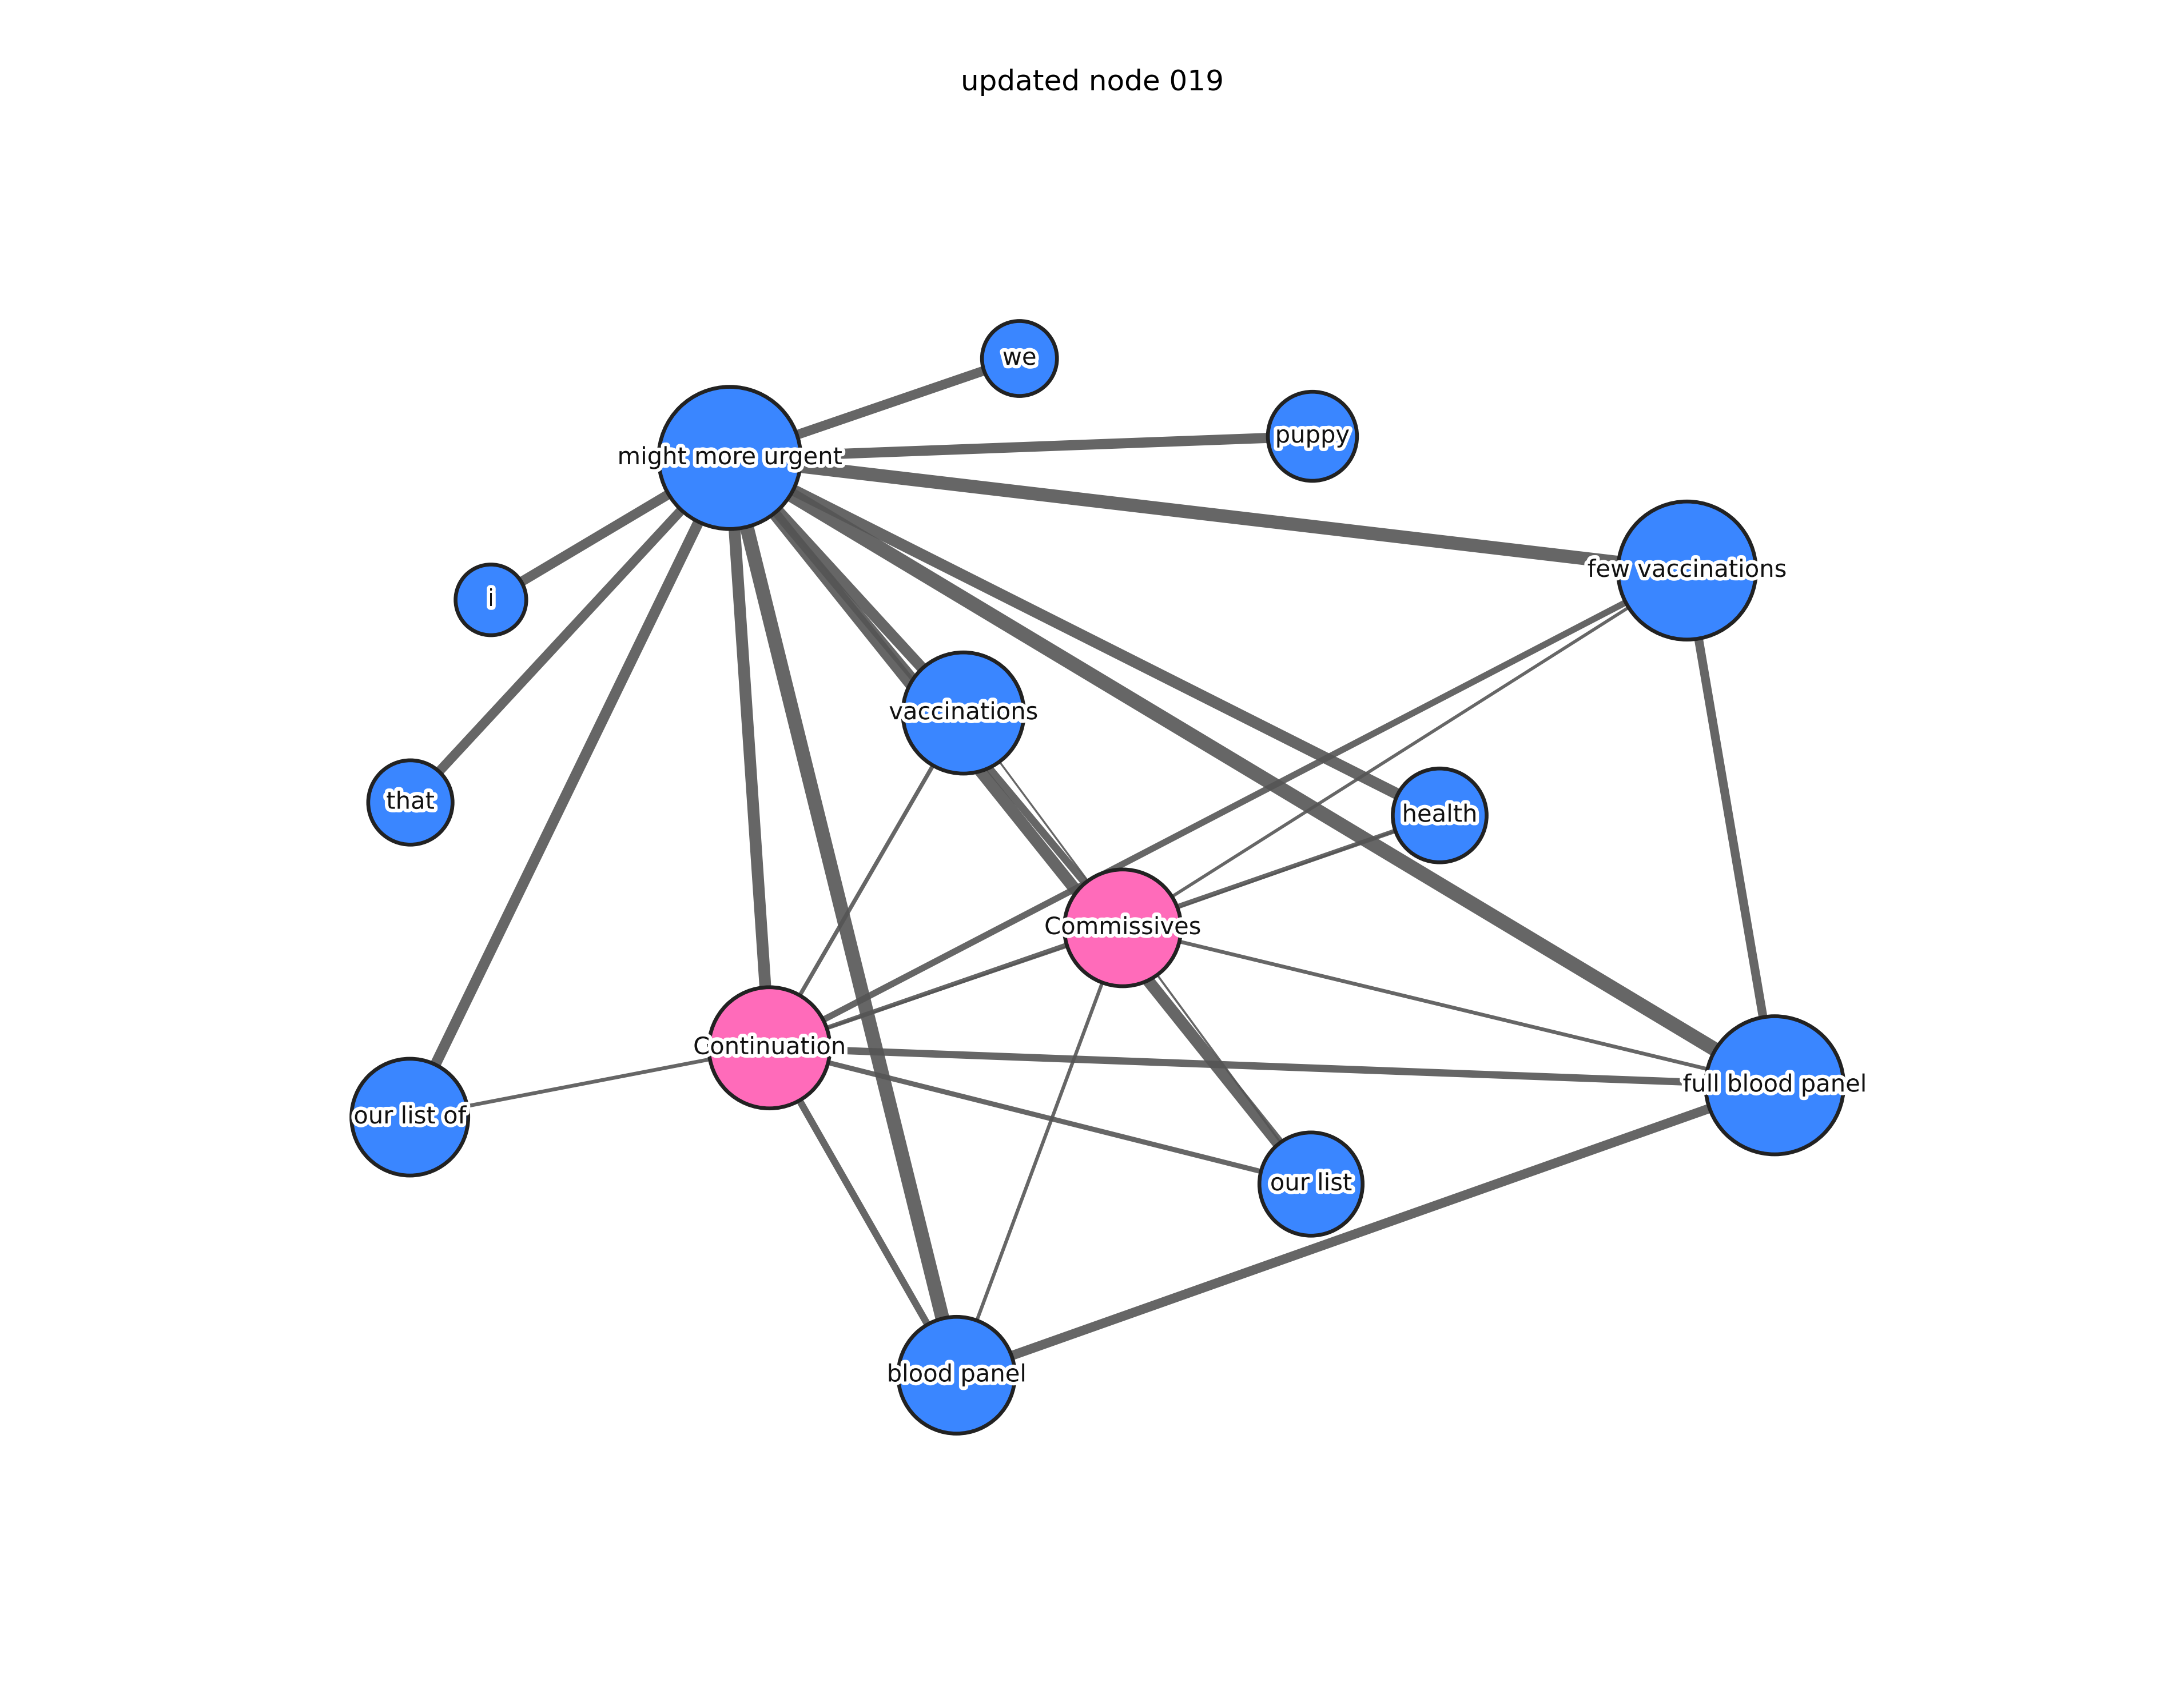 updated node 019
we
puppy
might more urgent
few vaccinations
i
vaccinations
that
health
Commissives
Continuation
full blood panel
our list of
our list
blood panel